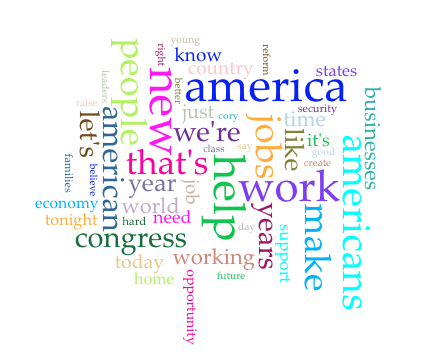 young
right
know
reform
people
leaders
new
better
country
states
america
raise
let's
american
just
cory
security
we're
jobs
time
businesses
like
it's
that's
class
say
good
families
believe
year
job
help
create
americans
work
economy
world
tonight
hard
need
years
make
day
congress
support
today
working
home
opportunity
future